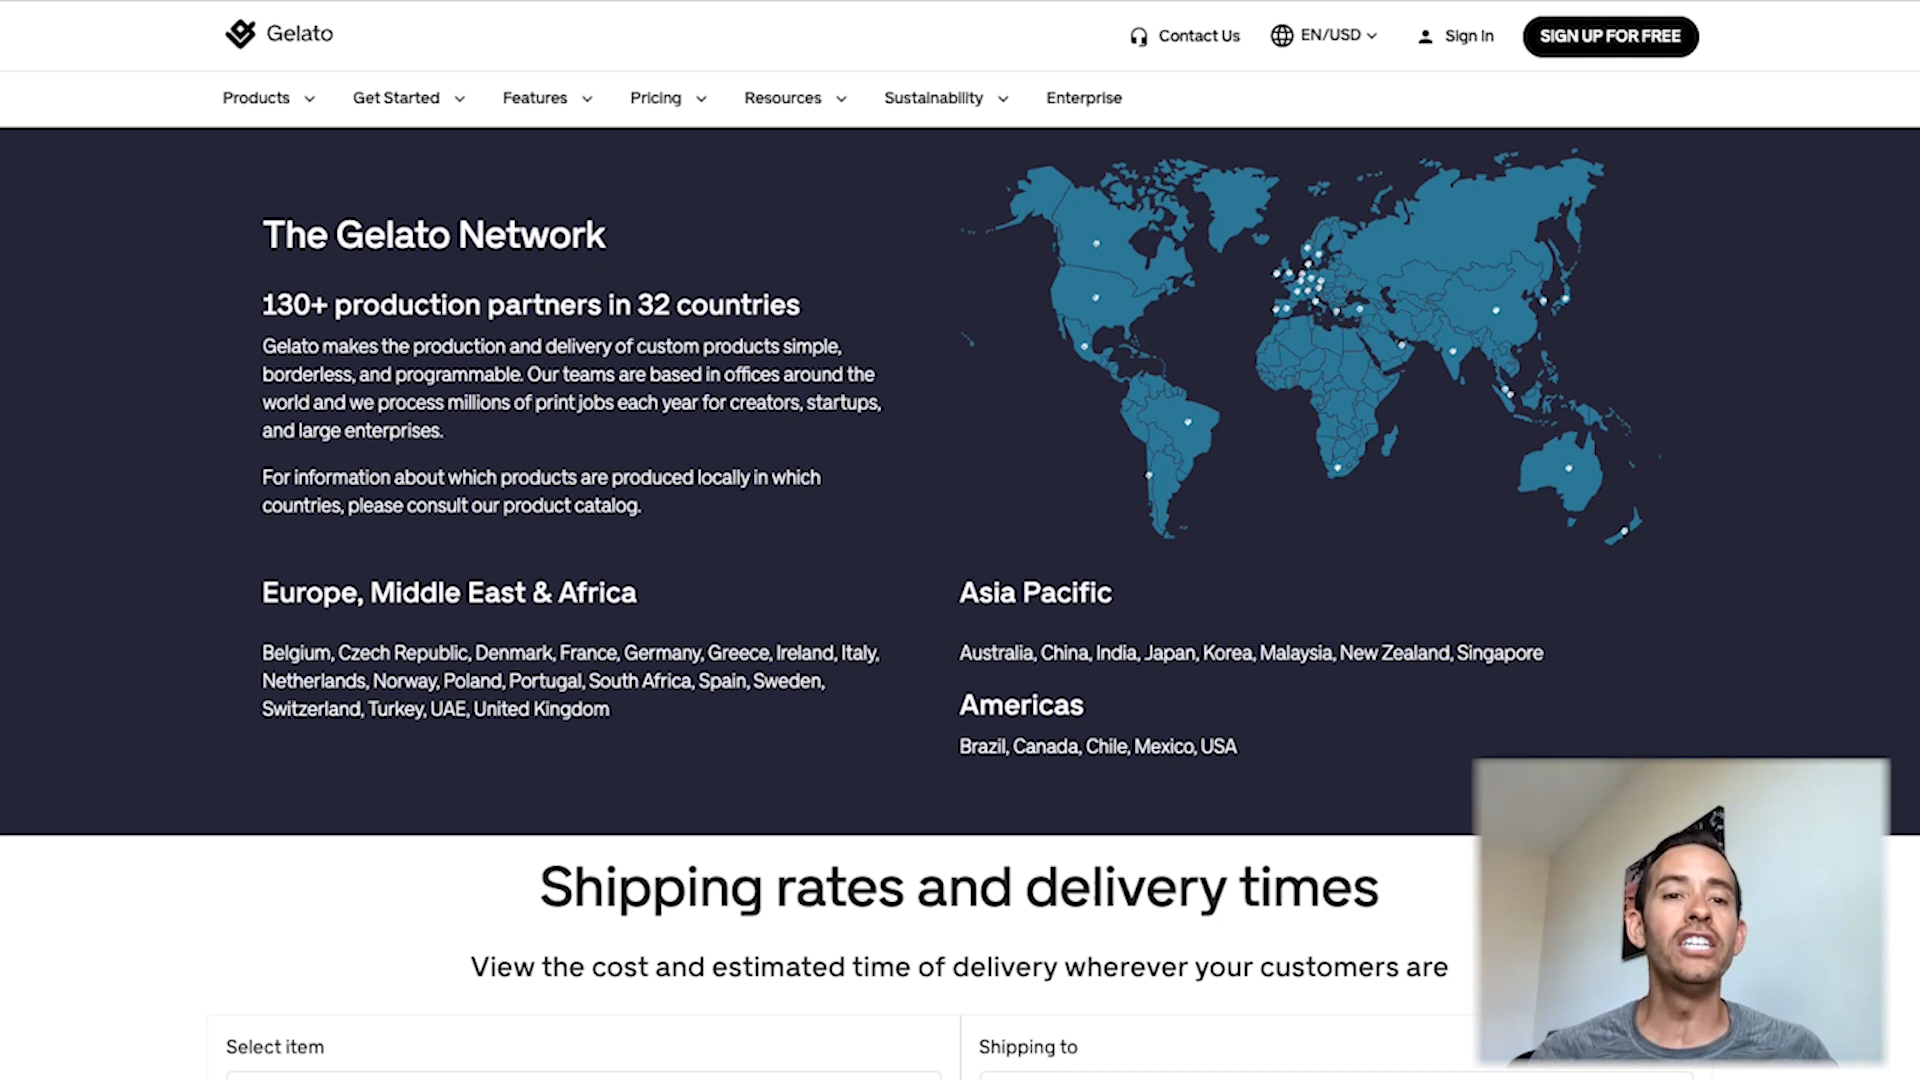 Gelato
Contact Us
EN/USD
Sign In
SIGN UP FOR FREE
Products
Get Started
Features
Pricing
Resources
Sustainability
Enterprise
The Gelato Network
130+ production partners in 32 countries
Gelato makes the production and delivery of custom products simple,
borderless, and programmable. Our teams are based in offices around the
world and we process millions of print jobs each year for creators, startups,
and large enterprises.
For information about which products are produced locally in which
countries, please consult our product catalog.
Europe, Middle East & Africa
Belgium, Czech Republic, Denmark, France, Germany, Greece, Ireland, Italy,
Netherlands, Norway, Poland, Portugal, South Africa, Spain, Sweden,
Switzerland, Turkey, UAE, United Kingdom
Asia Pacific
Australia, China, India, Japan, Korea, Malaysia, New Zealand, Singapore
Americas
Brazil, Canada, Chile, Mexico, USA
Shipping rates and delivery times
View the cost and estimated time of delivery wherever your customers are
Select item
Shipping to